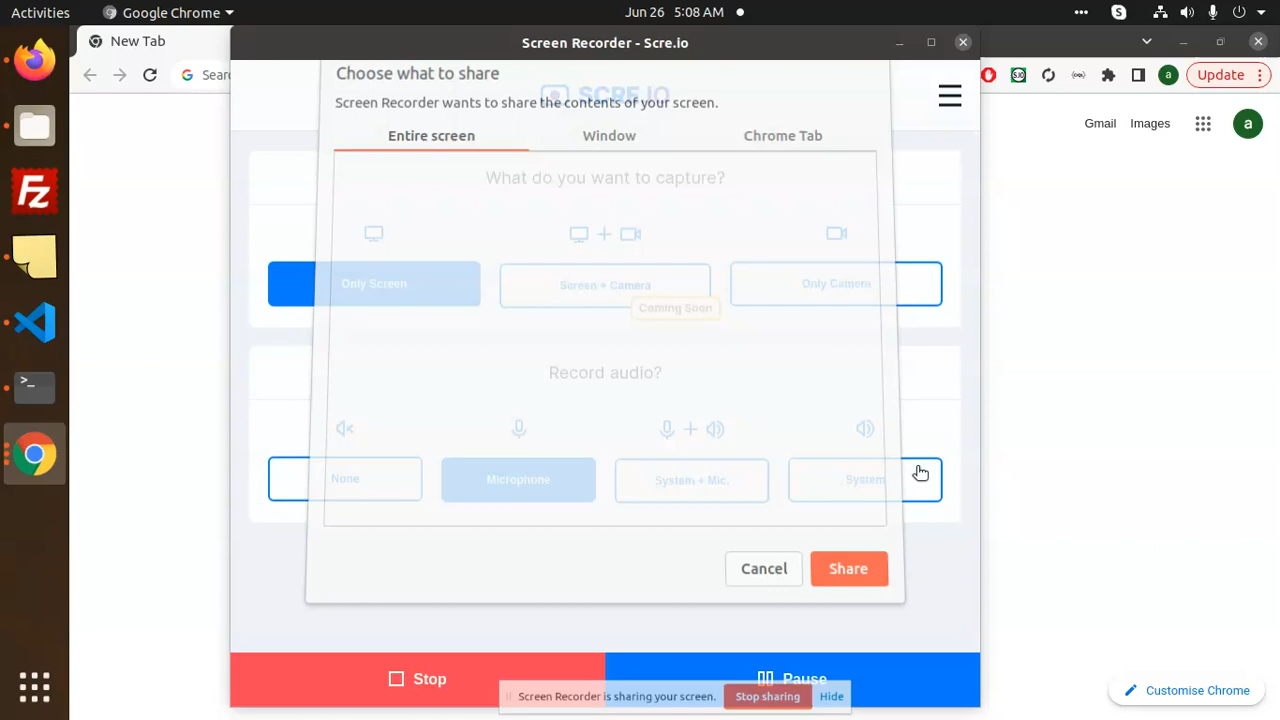 Activities
Google Chrome
Jun 26 5:08 AM
New Tab
Screen Recorder - Scre.io
Sear
Update
Choose what to share
SCRE.IO
Screen Recorder wants to share the contents of your screen.
Gmail Images
a
Entire screen Window Chrome Tab
What do you want to capture?
Only Screen Screen + Camera Only Camera
Coming Soon
Record audio?
None Microphone System + Mic. System
Cancel Share
Stop Pause
Screen Recorder is sharing your screen. Stop sharing Hide
Customise Chrome